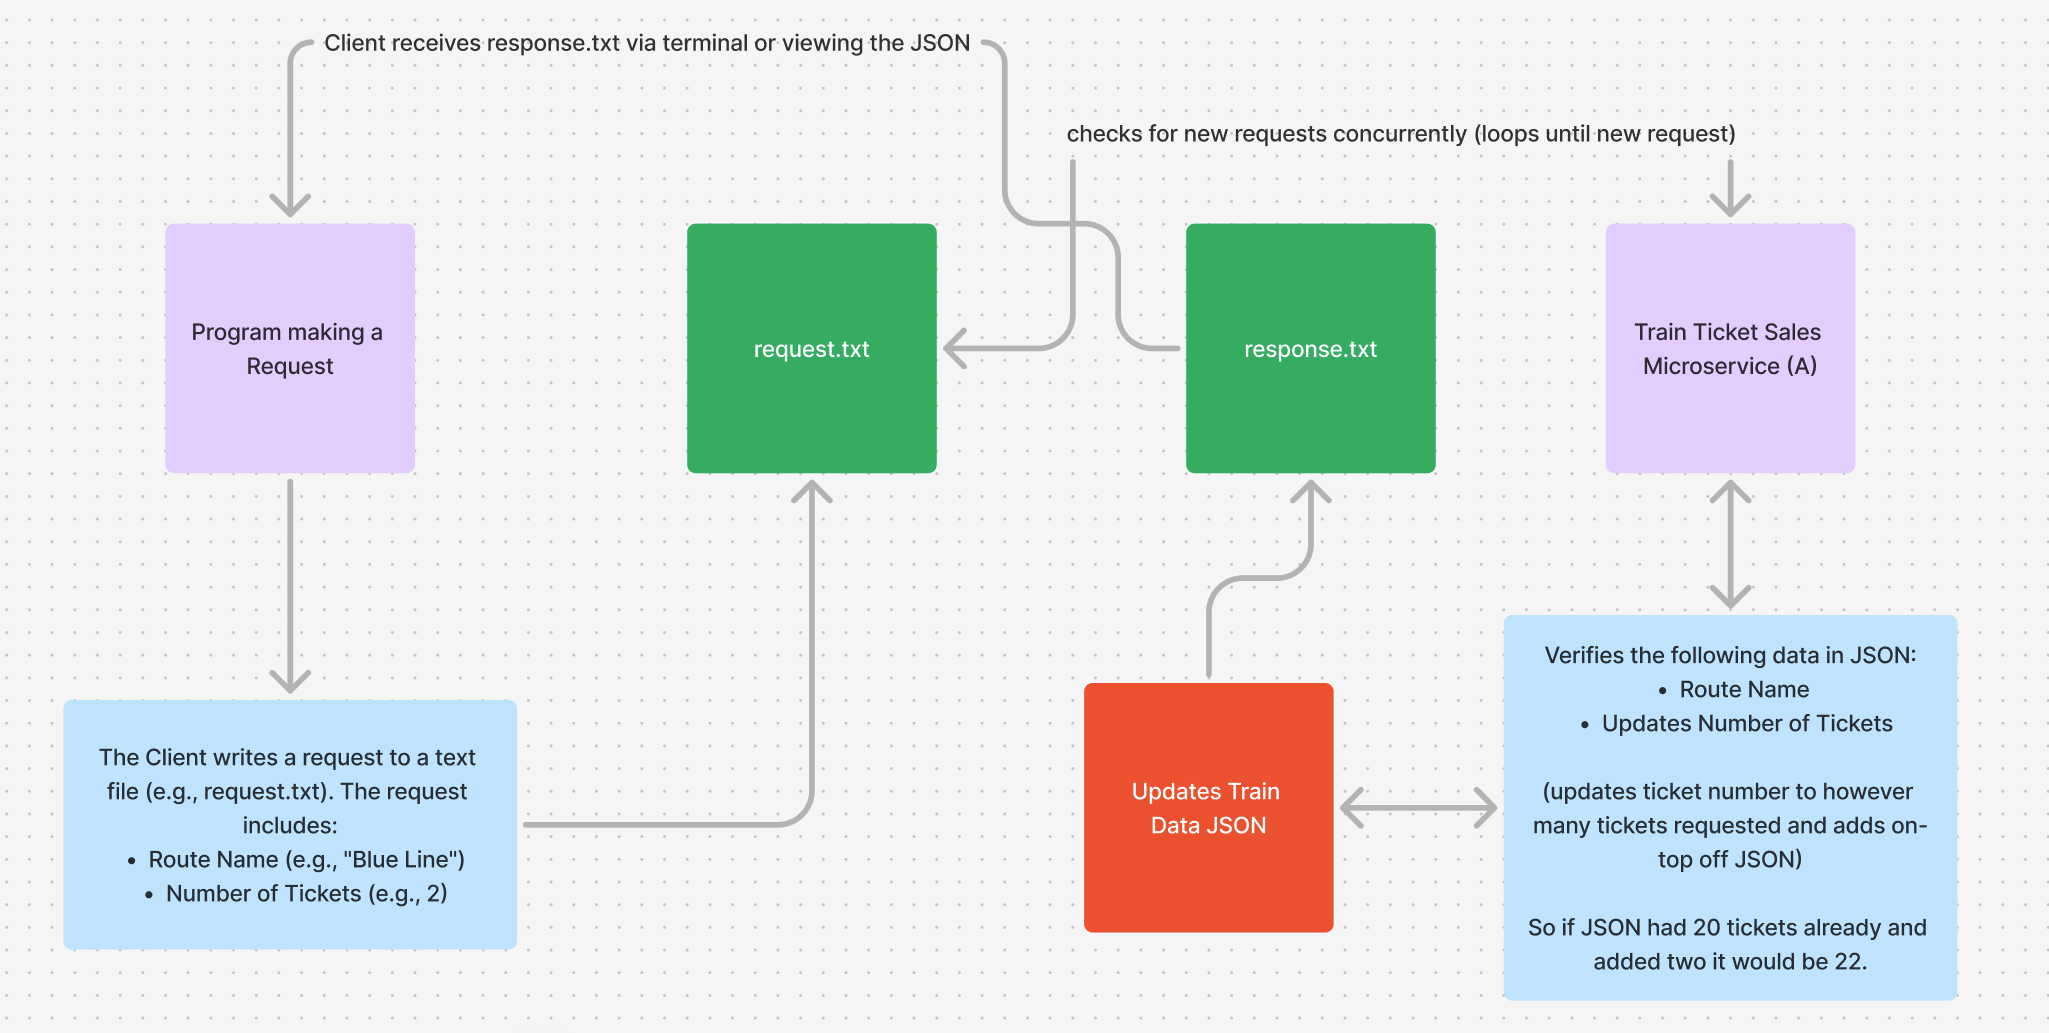 Client receives response.txt via terminal or viewing the JSON
checks for new requests concurrently (loops until new request)
Program making a
Request
request.txt
response.txt
Train Ticket Sales
Microservice (A)
The Client writes a request to a text
file (e.g., request.txt). The request
includes:
• Route Name (e.g., "Blue Line")
• Number of Tickets (e.g., 2)
Updates Train
Data JSON
Verifies the following data in JSON:
• Route Name
• Updates Number of Tickets
(updates ticket number to however
many tickets requested and adds on-
top off JSON)
So if JSON had 20 tickets already and
added two it would be 22.